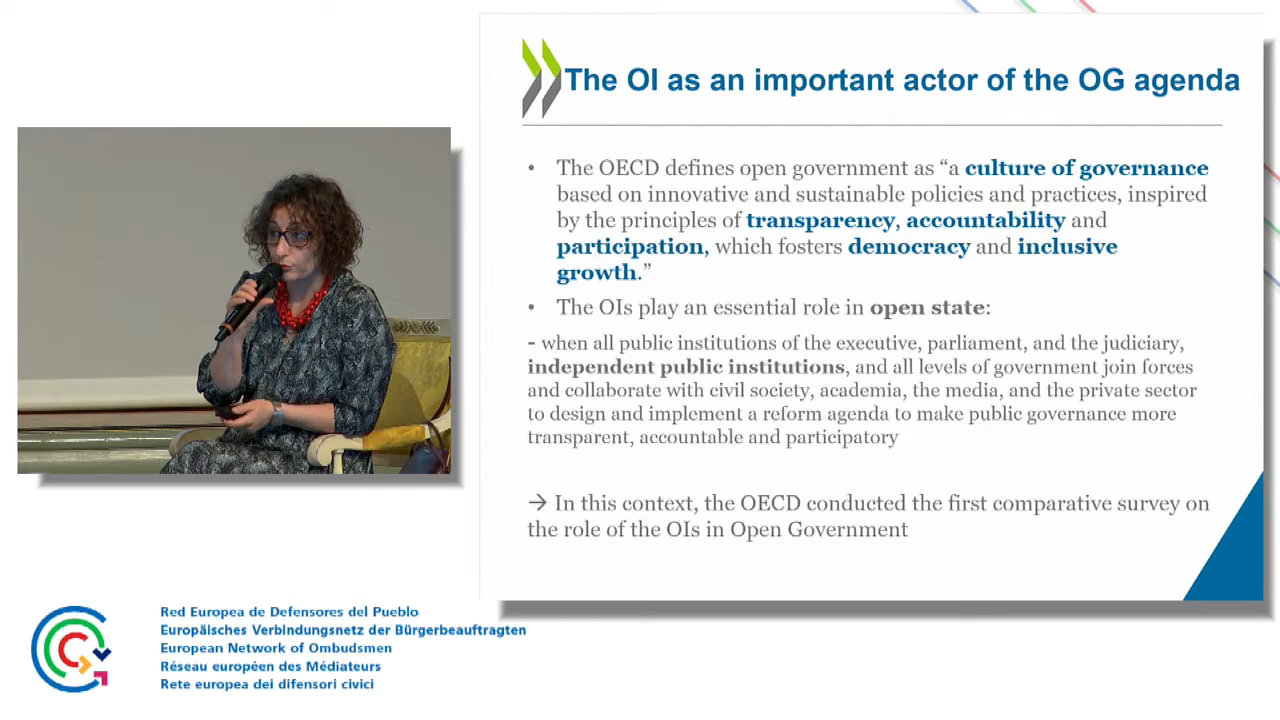 The OI as an important actor of the OG agenda
• The OECD defines open government as “a culture of governance
based on innovative and sustainable policies and practices, inspired
by the principles of transparency, accountability and
participation, which fosters democracy and inclusive
growth.”
• The OIs play an essential role in open state:
- when all public institutions of the executive, parliament, and the judiciary,
independent public institutions, and all levels of government join forces
and collaborate with civil society, academia, the media, and the private sector
to design and implement a reform agenda to make public governance more
transparent, accountable and participatory
→ In this context, the OECD conducted the first comparative survey on
the role of the OIs in Open Government
Red Europea de Defensores del Pueblo
Europäisches Verbindungsnetz der Bürgerbeauftragten
European Network of Ombudsmen
Réseau européen des Médiateurs
Rete europea dei difensori civici